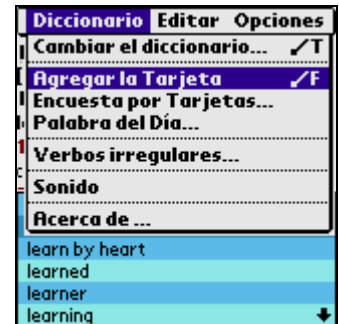 Diccionario Editar Opciones
Cambiar el diccionario... ⁄T
Agregar la Tarjeta ⁄F
Encuesta por Tarjetas...
Palabra del Día...
Verbos irregulares...
Sonido
Acerca de ...
learn by heart
learned
learner
learning